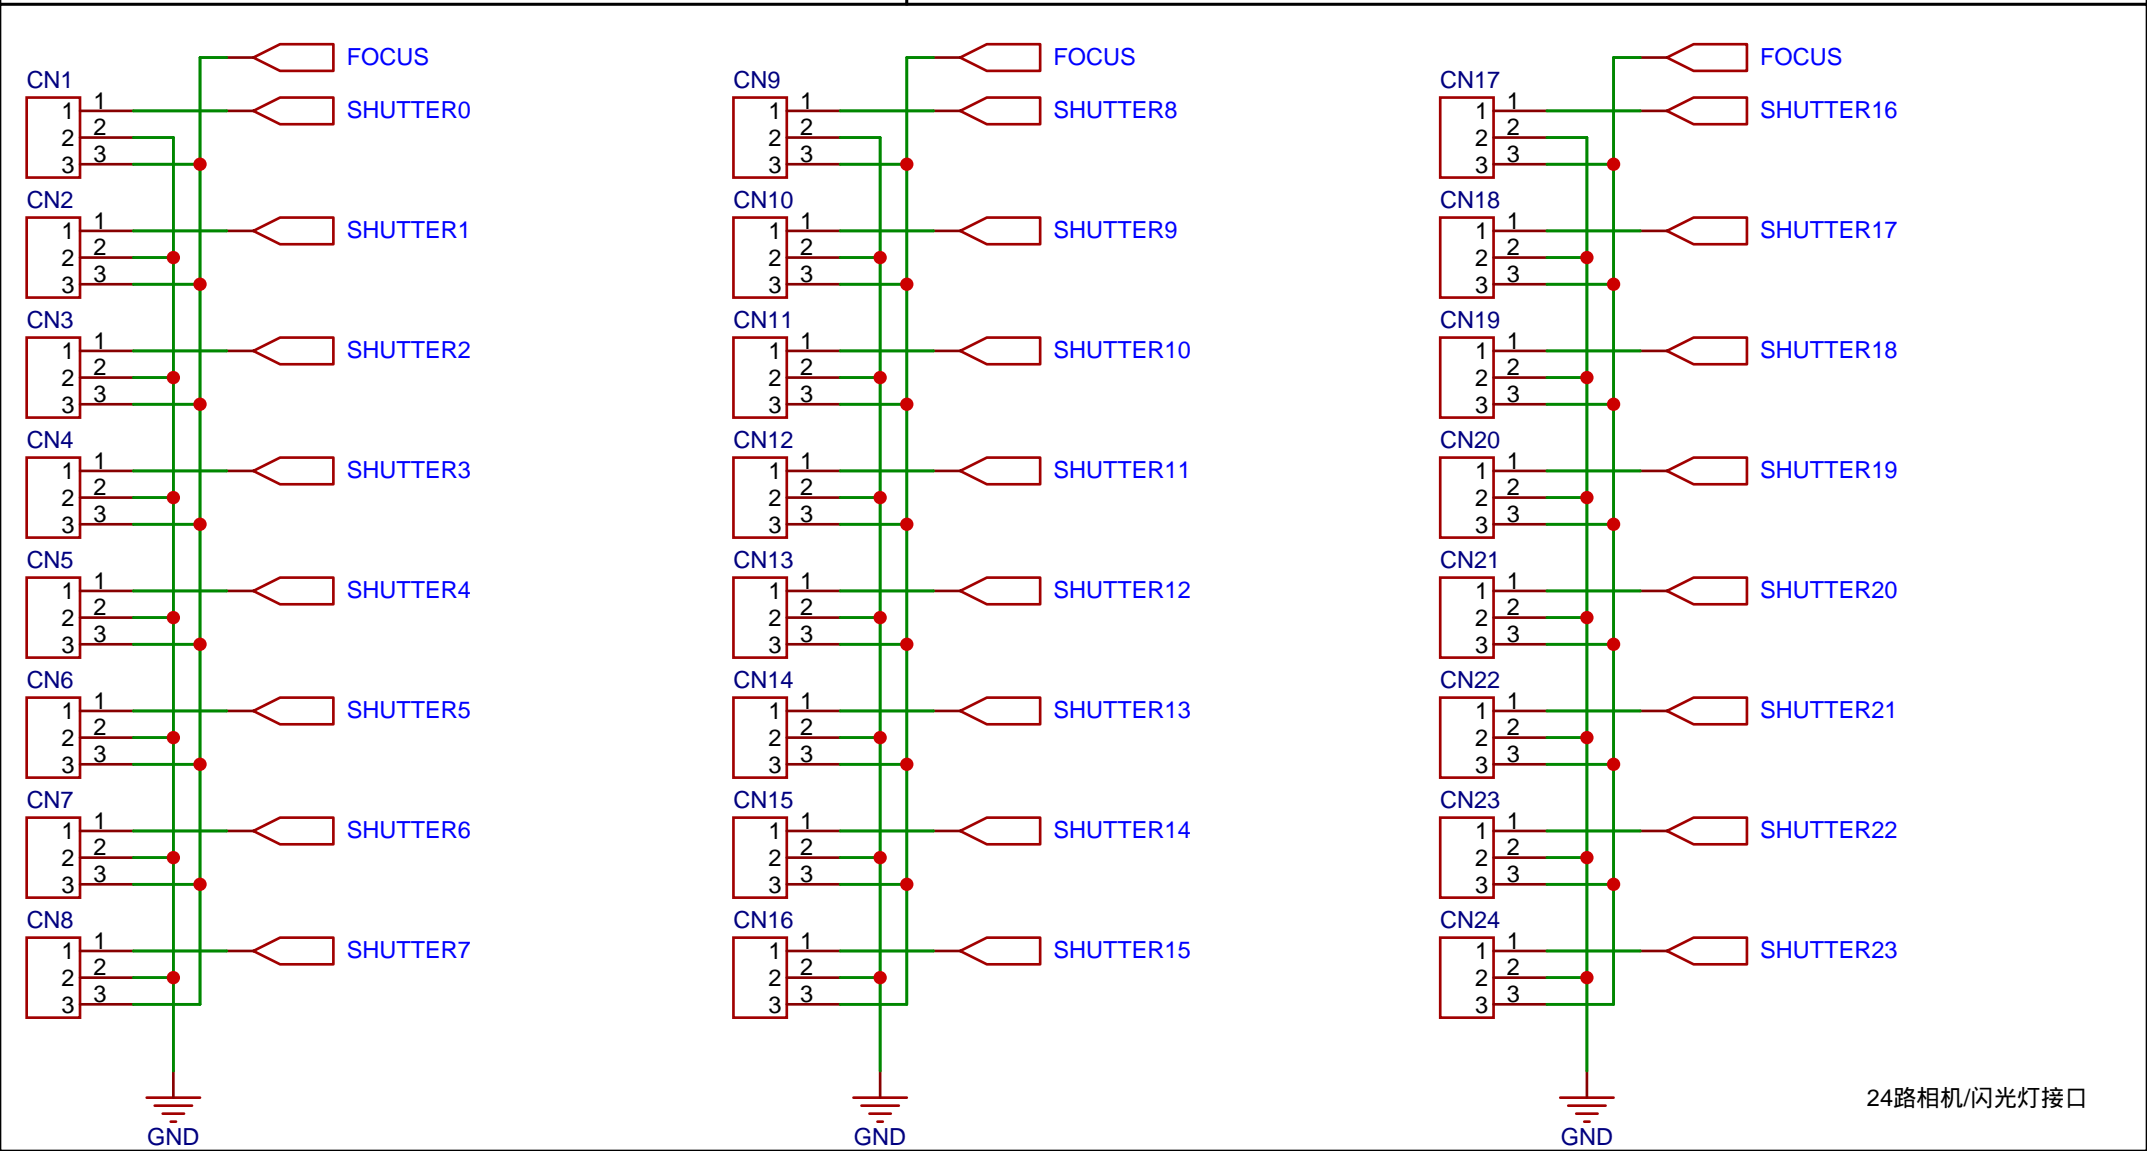 FOCUS
CN1
1 1 SHUTTER0
2 2
3 3
CN2
1 1 SHUTTER1
2 2
3 3
CN3
1 1 SHUTTER2
2 2
3 3
CN4
1 1 SHUTTER3
2 2
3 3
CN5
1 1 SHUTTER4
2 2
3 3
CN6
1 1 SHUTTER5
2 2
3 3
CN7
1 1 SHUTTER6
2 2
3 3
CN8
1 1 SHUTTER7
2 2
3 3
GND
FOCUS
CN9
1 1 SHUTTER8
2 2
3 3
CN10
1 1 SHUTTER9
2 2
3 3
CN11
1 1 SHUTTER10
2 2
3 3
CN12
1 1 SHUTTER11
2 2
3 3
CN13
1 1 SHUTTER12
2 2
3 3
CN14
1 1 SHUTTER13
2 2
3 3
CN15
1 1 SHUTTER14
2 2
3 3
CN16
1 1 SHUTTER15
2 2
3 3
GND
FOCUS
CN17
1 1 SHUTTER16
2 2
3 3
CN18
1 1 SHUTTER17
2 2
3 3
CN19
1 1 SHUTTER18
2 2
3 3
CN20
1 1 SHUTTER19
2 2
3 3
CN21
1 1 SHUTTER20
2 2
3 3
CN22
1 1 SHUTTER21
2 2
3 3
CN23
1 1 SHUTTER22
2 2
3 3
CN24
1 1 SHUTTER23
2 2
3 3
GND
24路相机/闪光灯接口